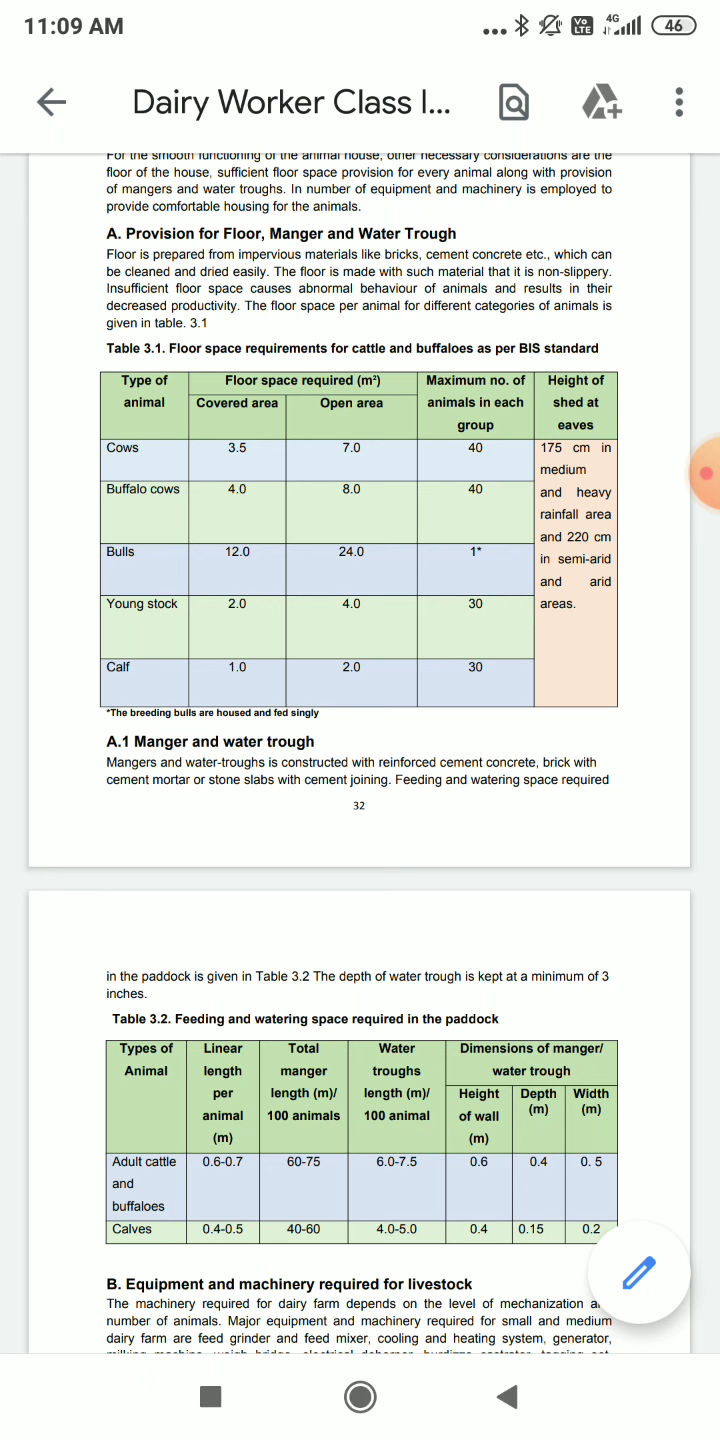 11:09 AM
Vo LTE 4G 46
Dairy Worker Class I...
For the smooth functioning of the animal house, other necessary considerations are the
floor of the house, sufficient floor space provision for every animal along with provision
of mangers and water troughs. In number of equipment and machinery is employed to
provide comfortable housing for the animals.
A. Provision for Floor, Manger and Water Trough
Floor is prepared from impervious materials like bricks, cement concrete etc., which can
be cleaned and dried easily. The floor is made with such material that it is non-slippery.
Insufficient floor space causes abnormal behaviour of animals and results in their
decreased productivity. The floor space per animal for different categories of animals is
given in table. 3.1
Table 3.1. Floor space requirements for cattle and buffaloes as per BIS standard
Type of Floor space required (m²) Maximum no. of Height of
animal Covered area Open area animals in each shed at
group eaves
Cows 3.5 7.0 40 175 cm in
medium
Buffalo cows 4.0 8.0 40 and heavy
rainfall area
and 220 cm
Bulls 12.0 24.0 1* in semi-arid
and arid
Young stock 2.0 4.0 30 areas.
Calf 1.0 2.0 30
*The breeding bulls are housed and fed singly
A.1 Manger and water trough
Mangers and water-troughs is constructed with reinforced cement concrete, brick with
cement mortar or stone slabs with cement joining. Feeding and watering space required
32
in the paddock is given in Table 3.2 The depth of water trough is kept at a minimum of 3
inches.
Table 3.2. Feeding and watering space required in the paddock
Types of Linear Total Water Dimensions of manger/
Animal length manger troughs water trough
per length (m)/ length (m)/ Height Depth Width
animal 100 animals 100 animal of wall (m) (m)
(m) (m)
Adult cattle 0.6-0.7 60-75 6.0-7.5 0.6 0.4 0. 5
and
buffaloes
Calves 0.4-0.5 40-60 4.0-5.0 0.4 0.15 0.2
B. Equipment and machinery required for livestock
The machinery required for dairy farm depends on the level of mechanization a
number of animals. Major equipment and machinery required for small and medium
dairy farm are feed grinder and feed mixer, cooling and heating system, generator,